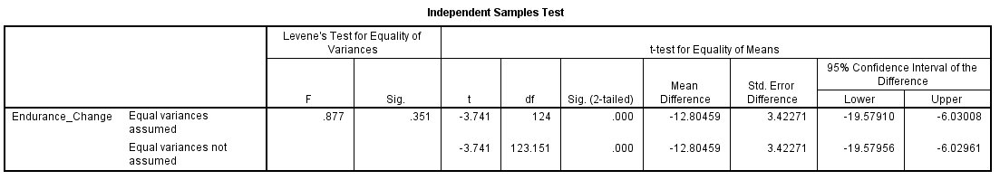 Independent Samples Test
Levene's Test for Equality of
Variances
t-test for Equality of Means
F
Sig.
t
df
Sig. (2-tailed)
Mean
Difference
Std. Error
Difference
95% Confidence Interval of the
Difference
Lower
Upper
Endurance_Change
Equal variances
assumed
.877
.351
-3.741
124
.000
-12.80459
3.42271
-19.57910
-6.03008
Equal variances not
assumed
-3.741
123.151
.000
-12.80459
3.42271
-19.57956
-6.02961